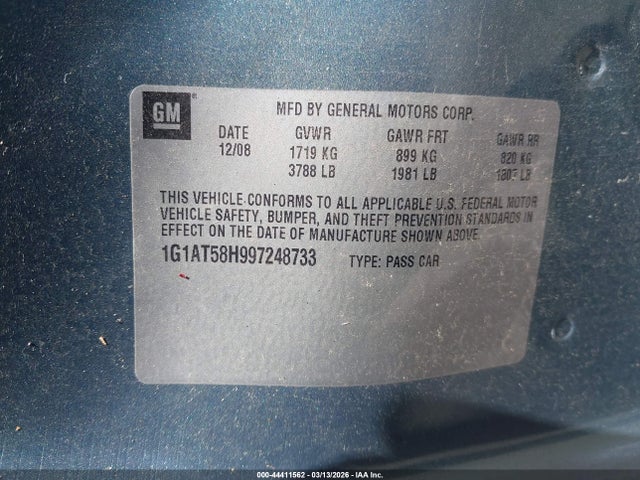 GM
MFD BY GENERAL MOTORS CORP.
DATE GVWR GAWR FRT GAWR RR
12/08 1719 KG 899 KG 820 KG
3788 LB 1981 LB LB
THIS VEHICLE CONFORMS TO ALL APPLICABLE U.S. FEDERAL MOTOR
VEHICLE SAFETY, BUMPER, AND THEFT PREVENTION STANDARDS IN
EFFECT ON THE DATE OF MANUFACTURE SHOWN ABOVE.
1G1AT58H997248733 TYPE: PASS CAR
000-44411562 | 03/13/2026 - IAA Inc.